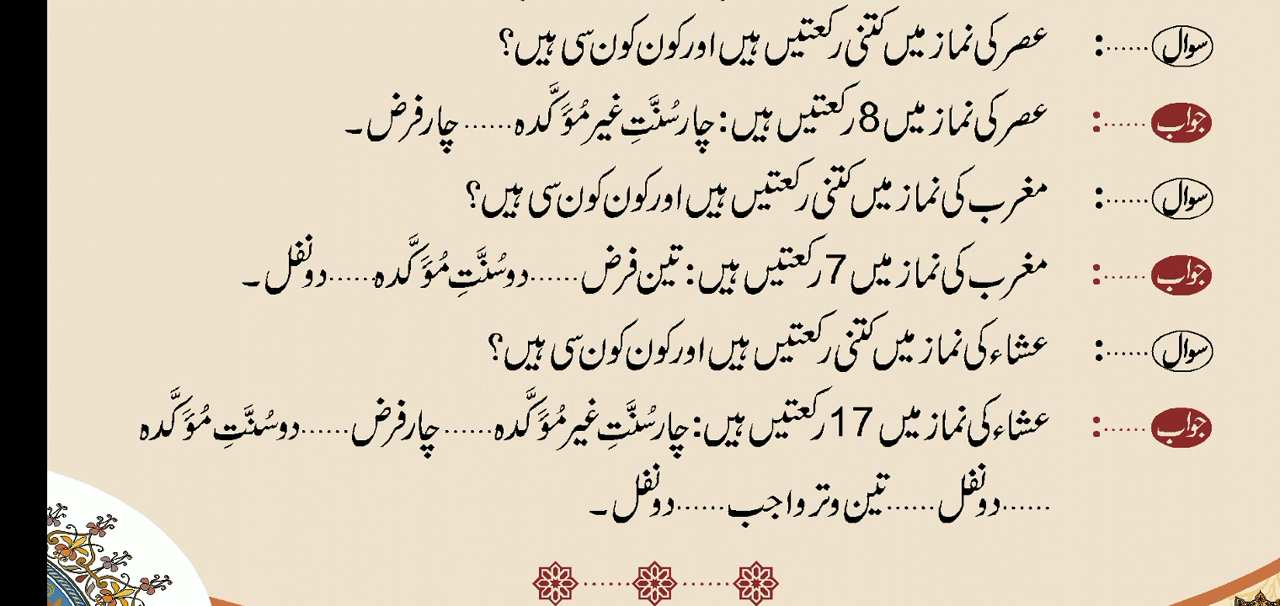 سوال ......: عصر کی نماز میں کتنی رکعتیں ہیں اور کون کون سی ہیں؟
جواب ......: عصر کی نماز میں 8 رکعتیں ہیں: چار سُنَّتِ غیر مُؤَکَّدہ ...... چار فرض ۔
سوال ......: مغرب کی نماز میں کتنی رکعتیں ہیں اور کون کون سی ہیں؟
جواب ......: مغرب کی نماز میں 7 رکعتیں ہیں: تین فرض ...... دو سُنَّتِ مُؤَکَّدہ ...... دو نفل ۔
سوال ......: عشاء کی نماز میں کتنی رکعتیں ہیں اور کون کون سی ہیں؟
جواب ......: عشاء کی نماز میں 17 رکعتیں ہیں: چار سُنَّتِ غیر مُؤَکَّدہ ...... چار فرض ...... دو سُنَّتِ مُؤَکَّدہ
...... دو نفل ...... تین وتر واجب ...... دو نفل ۔